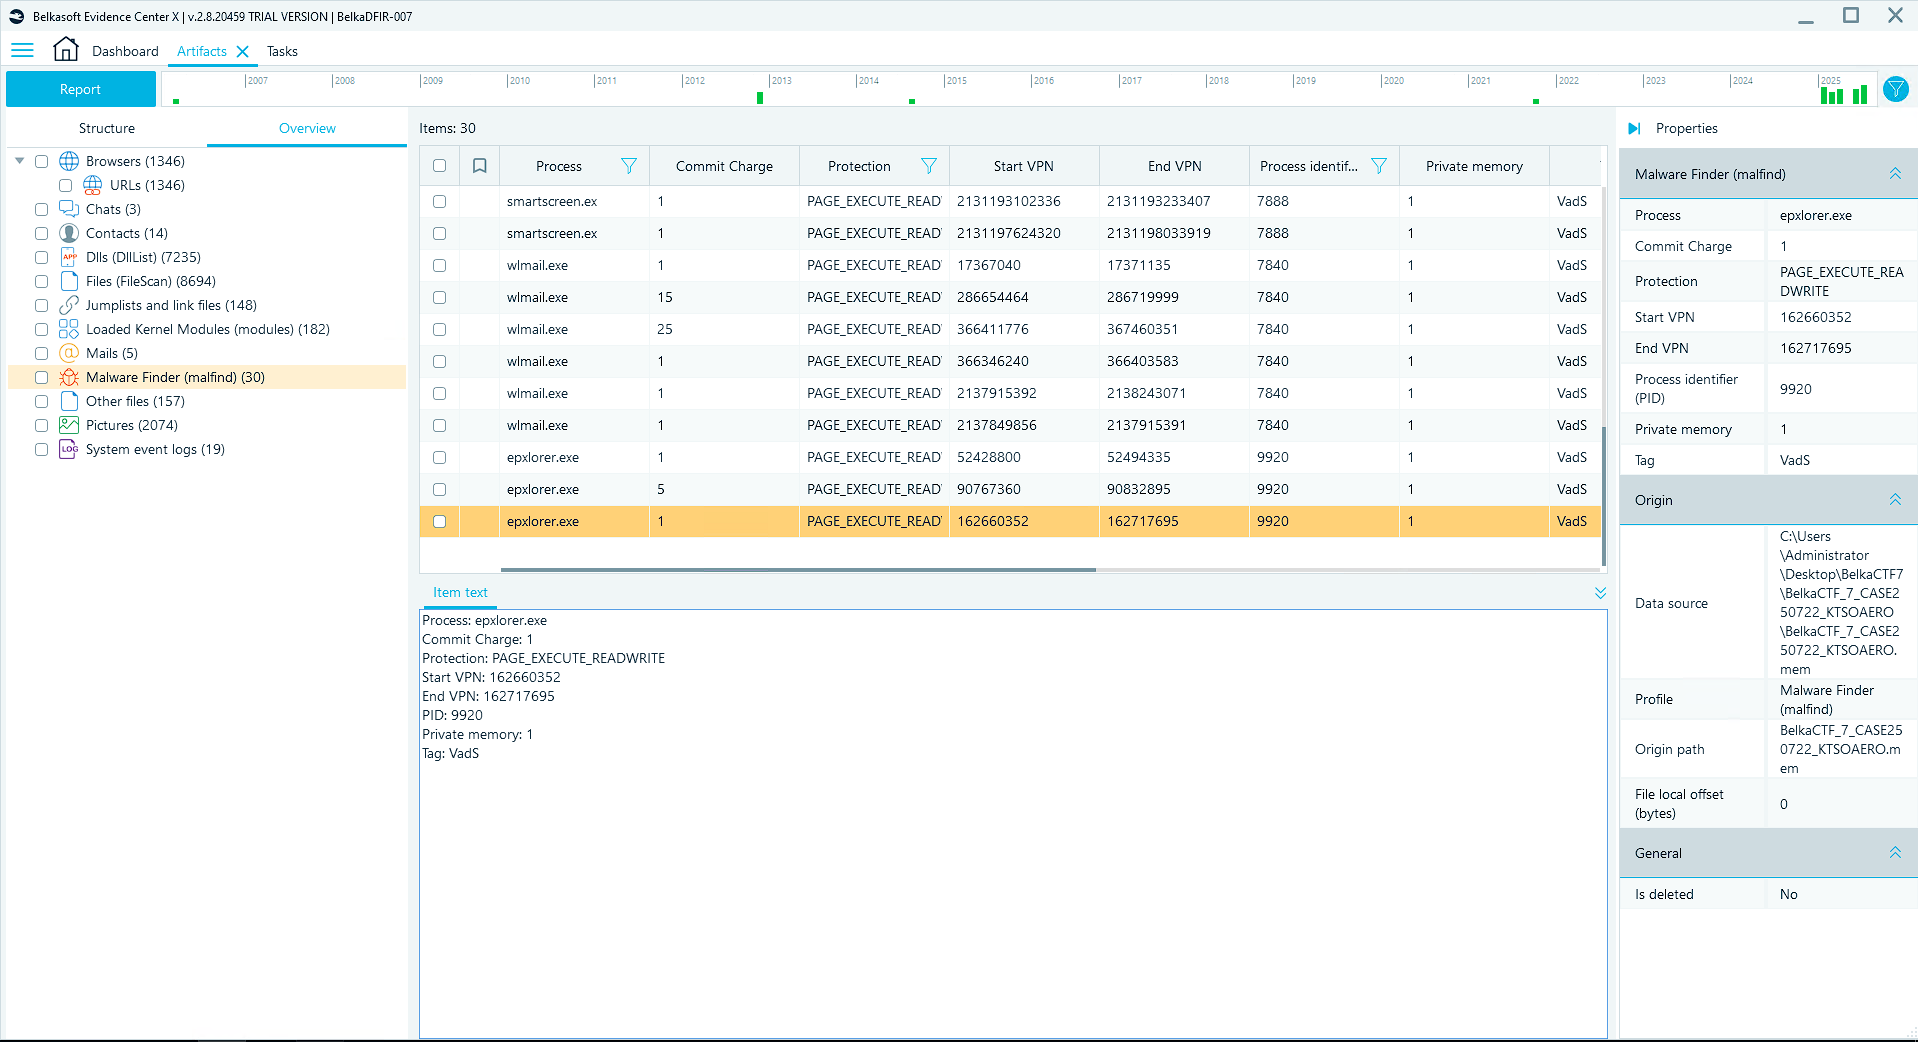 Belkasoft Evidence Center X | v.2.8.20459 TRIAL VERSION | BelkaDFIR-007
Dashboard Artifacts Tasks
Report
2007 2008 2009 2010 2011 2012 2013 2014 2015 2016 2017 2018 2019 2020 2021 2022 2023 2024 2025
Structure Overview
Browsers (1346)
URLs (1346)
Chats (3)
Contacts (14)
APP Dlls (DllList) (7235)
Files (FileScan) (8694)
Jumplists and link files (148)
Loaded Kernel Modules (modules) (182)
Mails (5)
Malware Finder (malfind) (30)
Other files (157)
Pictures (2074)
LOG System event logs (19)
Items: 30
Process Commit Charge Protection Start VPN End VPN Process identif... Private memory
smartscreen.ex 1 PAGE_EXECUTE_READ 2131193102336 2131193233407 7888 1 VadS
smartscreen.ex 1 PAGE_EXECUTE_READ 2131197624320 2131198033919 7888 1 VadS
wlmail.exe 1 PAGE_EXECUTE_READ 17367040 17371135 7840 1 VadS
wlmail.exe 15 PAGE_EXECUTE_READ 286654464 286719999 7840 1 VadS
wlmail.exe 25 PAGE_EXECUTE_READ 366411776 367460351 7840 1 VadS
wlmail.exe 1 PAGE_EXECUTE_READ 366346240 366403583 7840 1 VadS
wlmail.exe 1 PAGE_EXECUTE_READ 2137915392 2138243071 7840 1 VadS
wlmail.exe 1 PAGE_EXECUTE_READ 2137849856 2137915391 7840 1 VadS
epxlorer.exe 1 PAGE_EXECUTE_READ 52428800 52494335 9920 1 VadS
epxlorer.exe 5 PAGE_EXECUTE_READ 90767360 90832895 9920 1 VadS
epxlorer.exe 1 PAGE_EXECUTE_READ 162660352 162717695 9920 1 VadS
Item text
Process: epxlorer.exe
Commit Charge: 1
Protection: PAGE_EXECUTE_READWRITE
Start VPN: 162660352
End VPN: 162717695
PID: 9920
Private memory: 1
Tag: VadS
Properties
Malware Finder (malfind)
Process epxlorer.exe
Commit Charge 1
Protection PAGE_EXECUTE_REA
DWRITE
Start VPN 162660352
End VPN 162717695
Process identifier
(PID) 9920
Private memory 1
Tag VadS
Origin
Data source C:\Users
\Administrator
\Desktop\BelkaCTF7
\BelkaCTF_7_CASE2
50722_KTSOAERO
\BelkaCTF_7_CASE2
50722_KTSOAERO.
mem
Profile Malware Finder
(malfind)
Origin path BelkaCTF_7_CASE25
0722_KTSOAERO.m
em
File local offset
(bytes) 0
General
Is deleted No